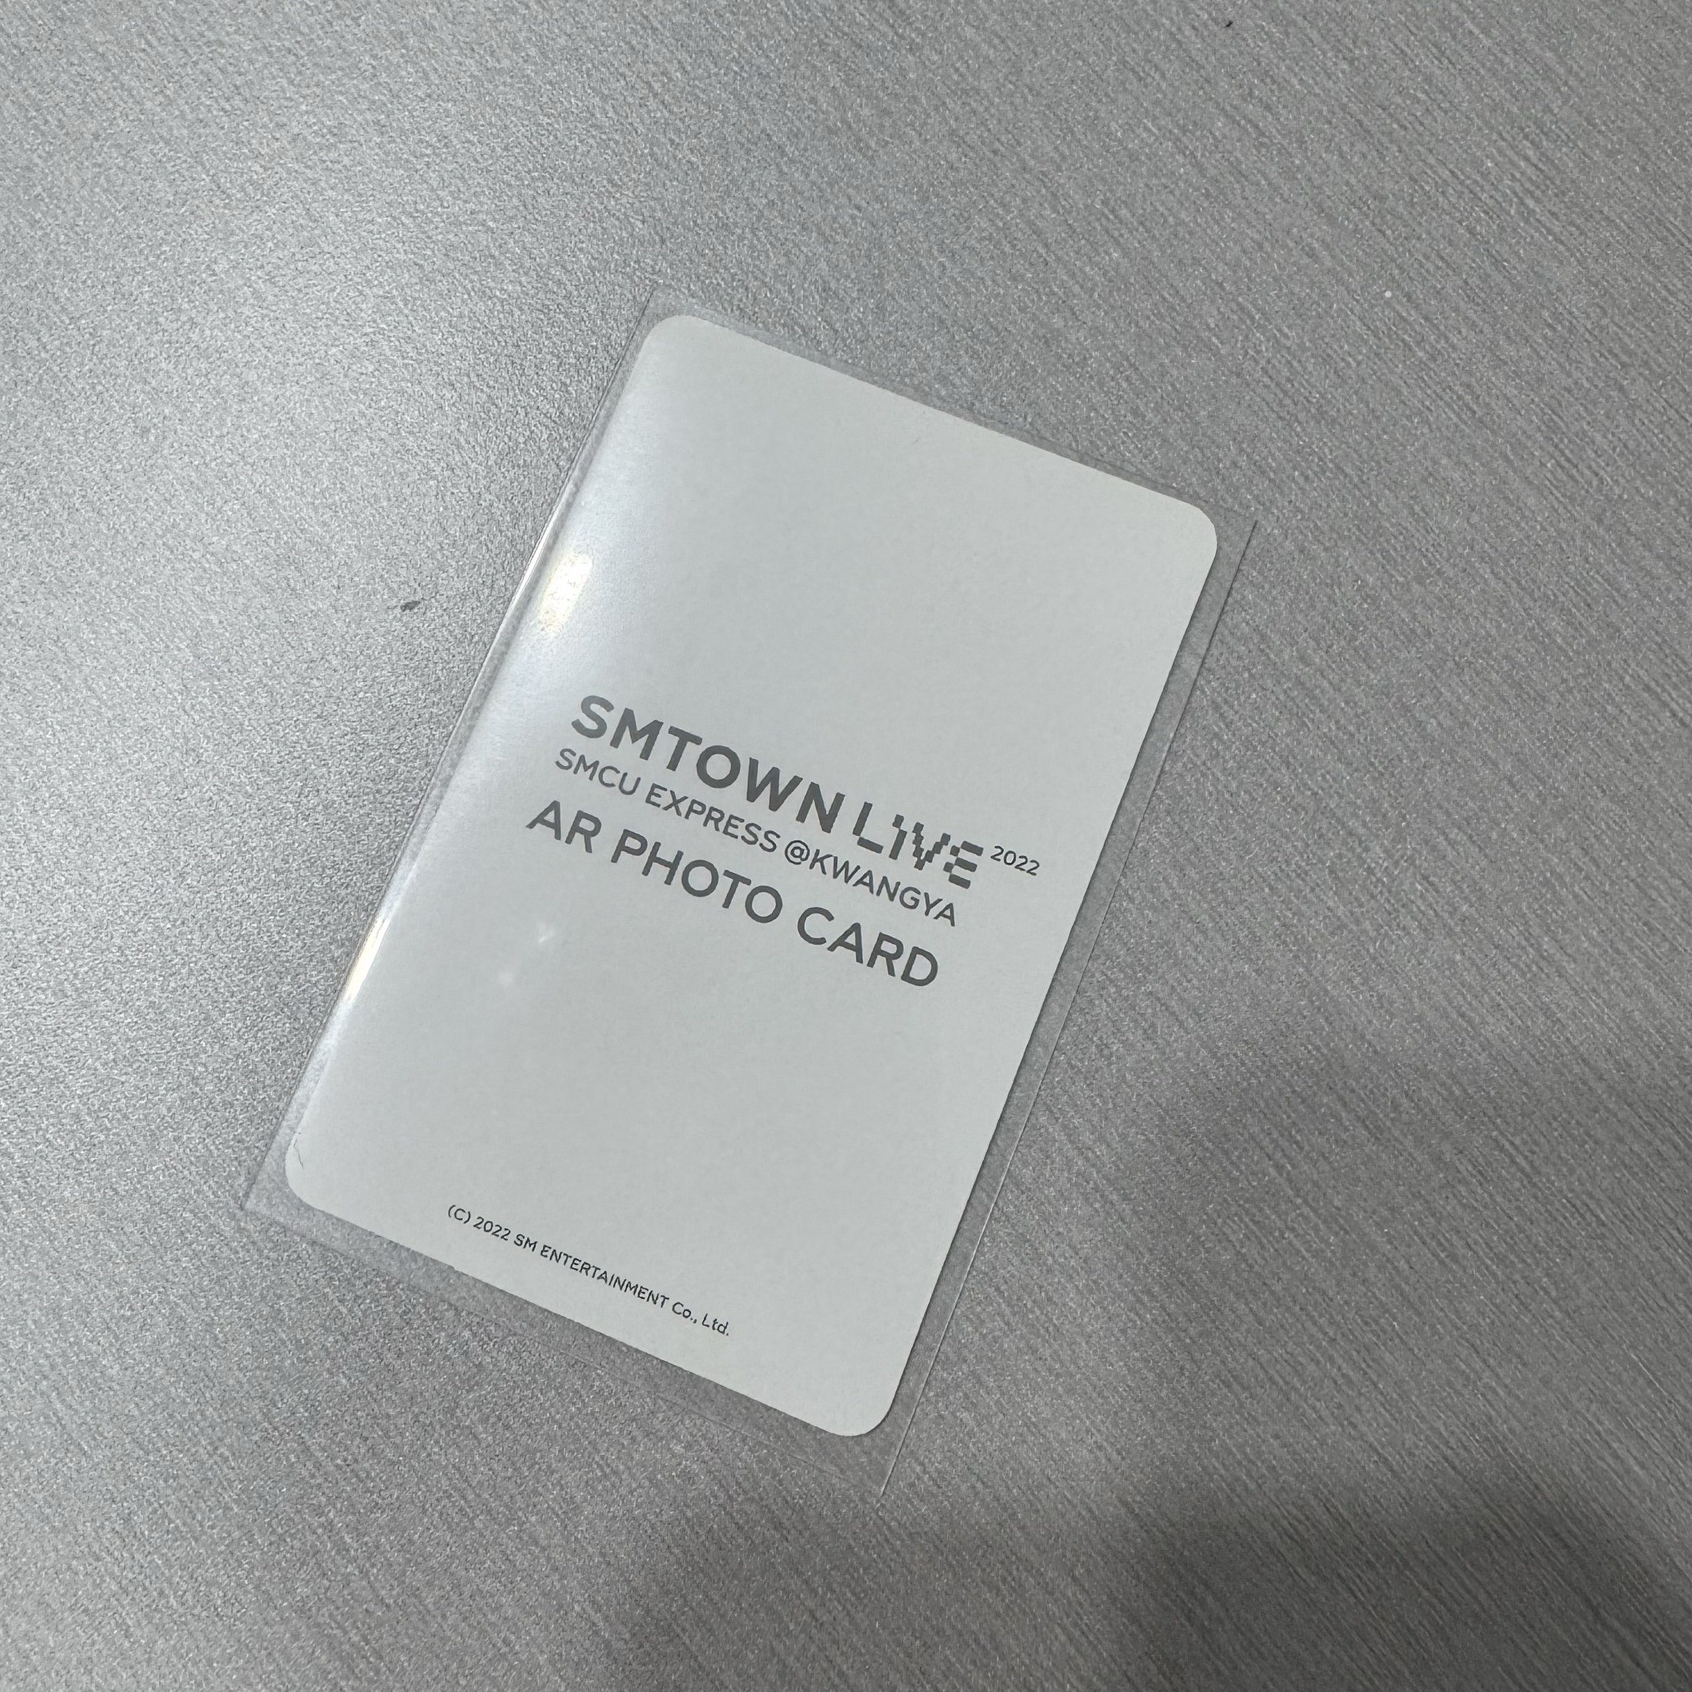 SMTOWN LiVE 2022
SMCU EXPRESS @KWANGYA
AR PHOTO CARD
(C) 2022 SM ENTERTAINMENT Co., Ltd.